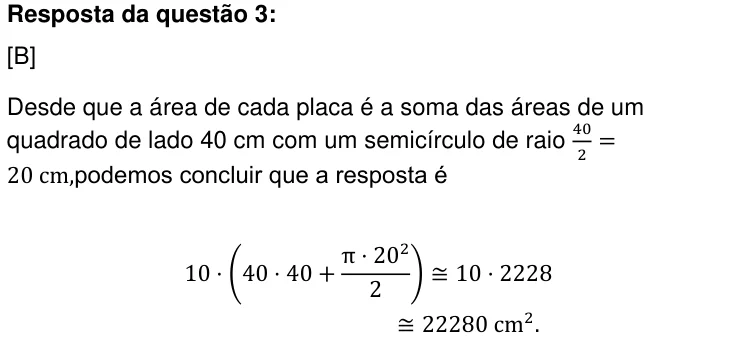 Resposta da questão 3:
[B]
Desde que a área de cada placa é a soma das áreas de um
quadrado de lado 40 cm com um semicírculo de raio 40/2 =
20 cm,podemos concluir que a resposta é
10 · (40 · 40 + (π · 20²)/2) ≅ 10 · 2228
≅ 22280 cm².